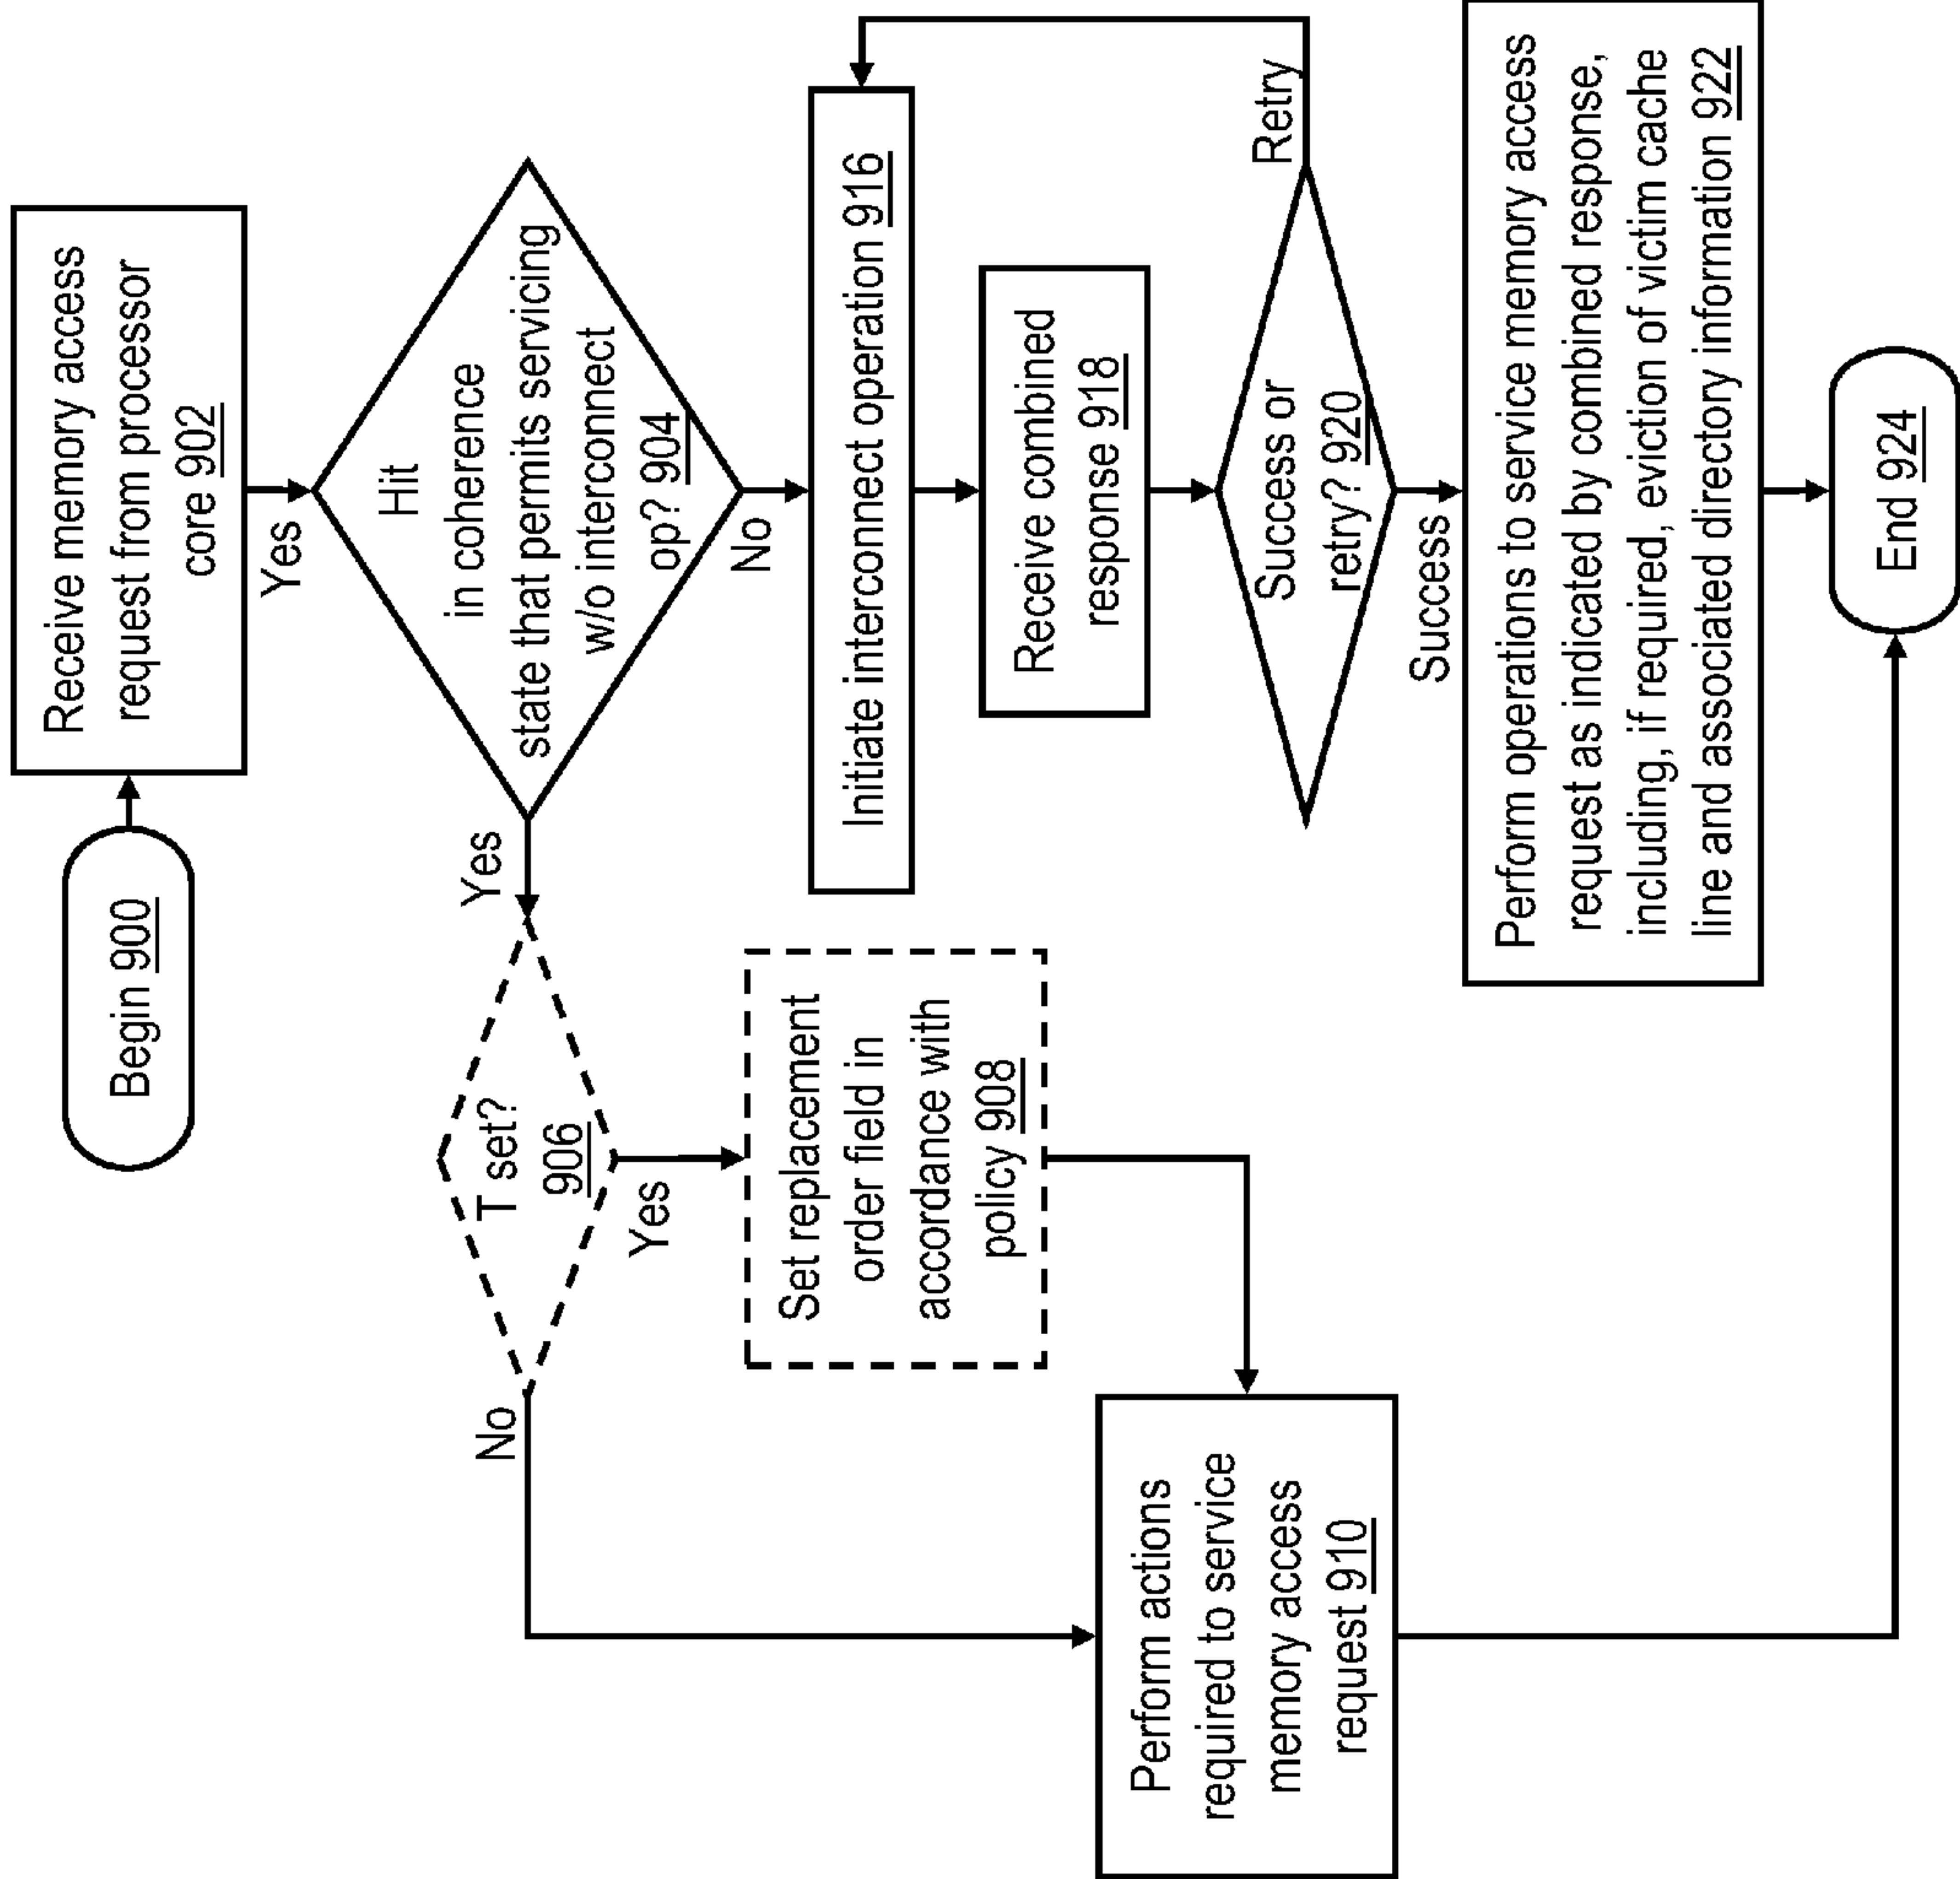 Begin 900
Receive memory access
request from processor
core 902
Yes
Hit
in coherence
state that permits servicing
w/o interconnect
op? 904
Yes
No
T set?
906
No
Yes
Set replacement
order field in
accordance with
policy 908
Perform actions
required to service
memory access
request 910
Initiate interconnect operation 916
Receive combined
response 918
Success or
retry? 920
Retry
Success
Perform operations to service memory access
request as indicated by combined response,
including, if required, eviction of victim cache
line and associated directory information 922
End 924